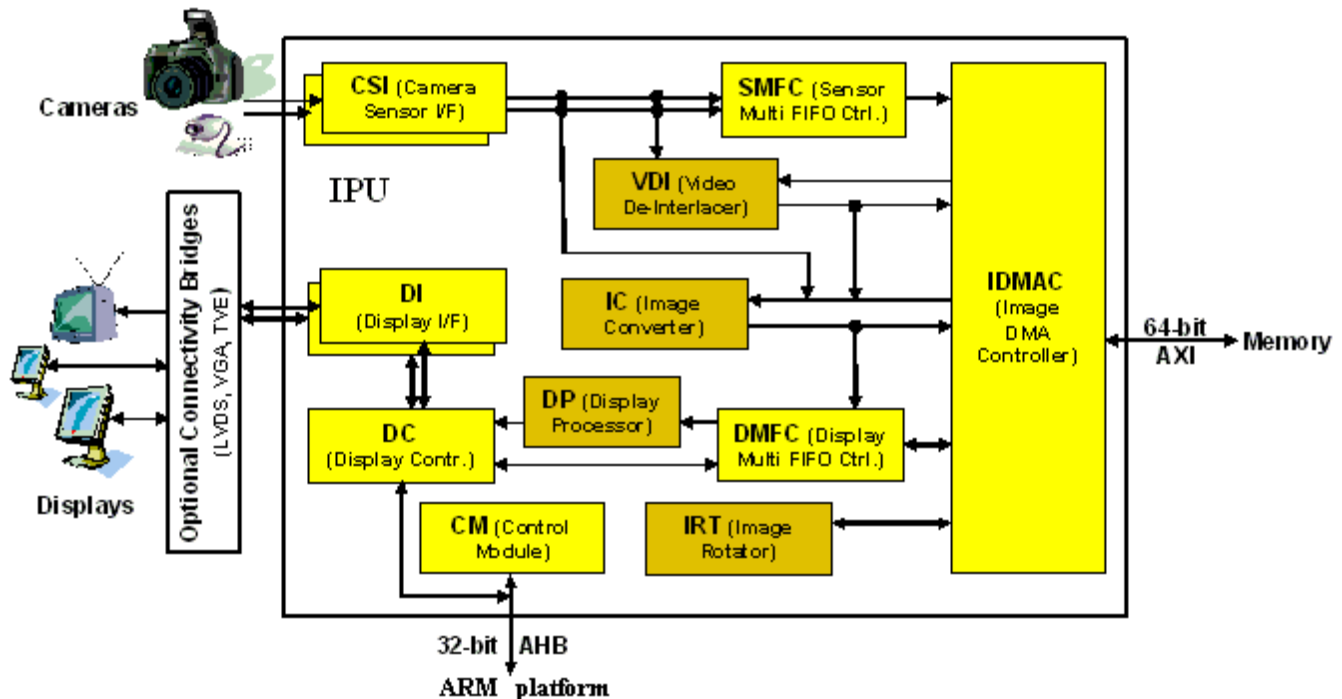 Cameras
CSI (Camera
Sensor I/F)
SMFC (Sensor
Multi FIFO Ctrl.)
IPU
VDI (Video
De-Interlacer)
Optional Connectivity Bridges
(LVDS, VGA, TVE)
DI
(Display I/F)
IC (Image
Converter)
IDMAC
(Image
DMA
Controller)
64-bit
AXI
Memory
DP (Display
Processor)
DC
(Display Contr.)
DMFC (Display
Multi FIFO Ctrl.)
Displays
CM (Control
Module)
IRT (Image
Rotator)
32-bit AHB
ARM platform